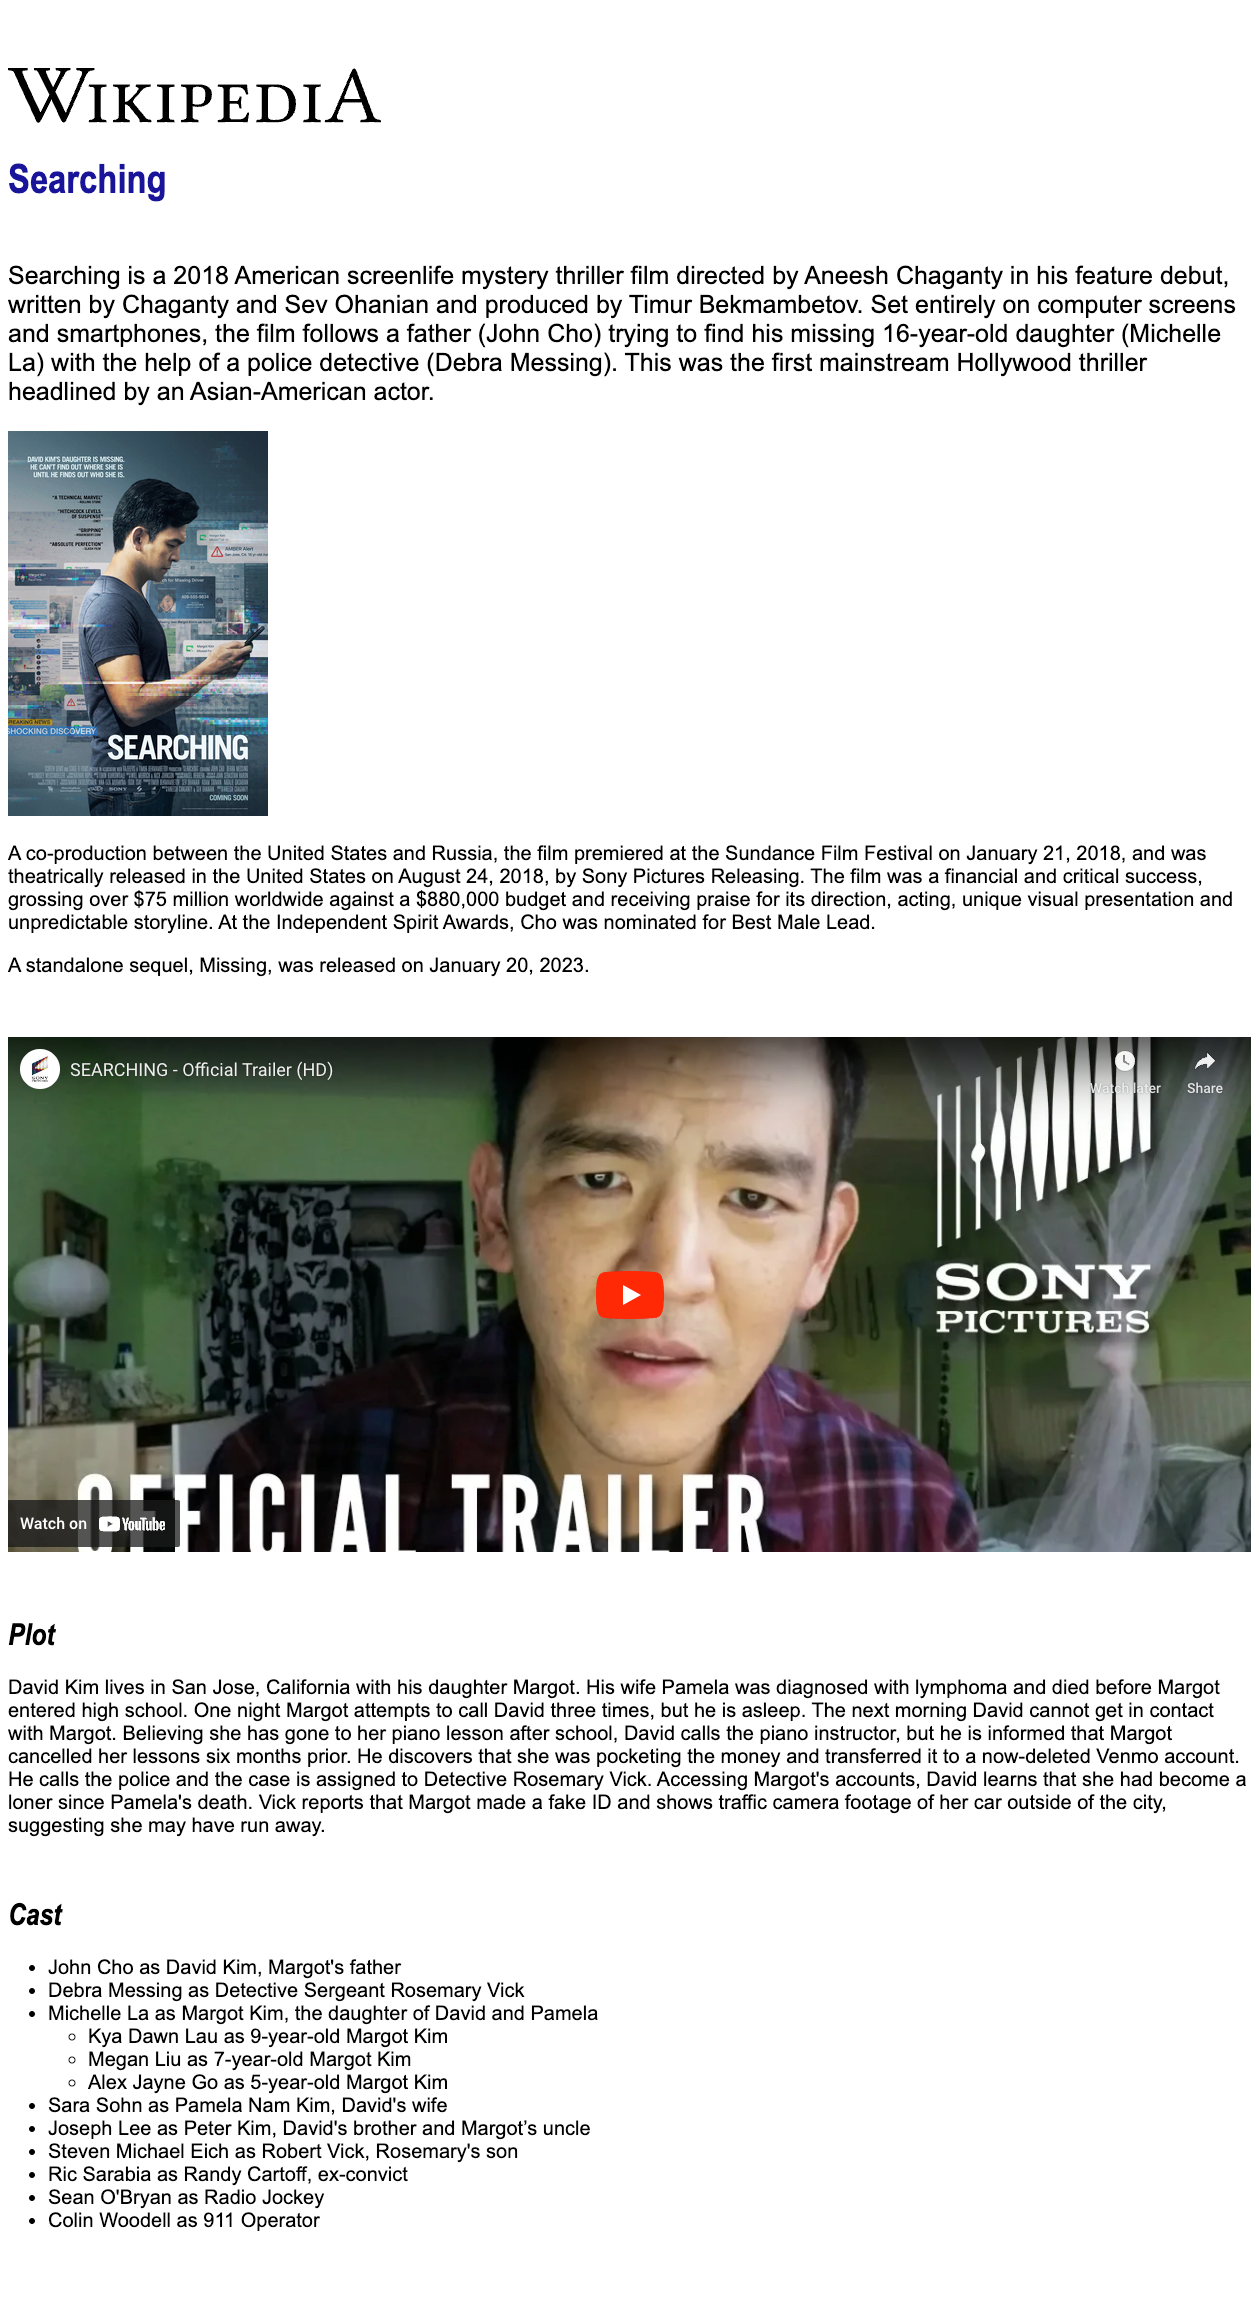 WIKIPEDIA
Searching
Searching is a 2018 American screenlife mystery thriller film directed by Aneesh Chaganty in his feature debut,
written by Chaganty and Sev Ohanian and produced by Timur Bekmambetov. Set entirely on computer screens
and smartphones, the film follows a father (John Cho) trying to find his missing 16-year-old daughter (Michelle
La) with the help of a police detective (Debra Messing). This was the first mainstream Hollywood thriller
headlined by an Asian-American actor.
DAVID KIM'S DAUGHTER IS MISSING.
HE CAN'T FIND OUT WHERE SHE IS
UNTIL HE FINDS OUT WHO SHE IS.
"A TECHNICAL MARVEL"
"HITCHCOCK LEVELS
OF SUSPENSE"
"GRIPPING"
"ABSOLUTE PERFECTION"
AMBER Alert
BREAKING NEWS
SHOCKING DISCOVERY
SEARCHING
SONY
COMING SOON
A co-production between the United States and Russia, the film premiered at the Sundance Film Festival on January 21, 2018, and was
theatrically released in the United States on August 24, 2018, by Sony Pictures Releasing. The film was a financial and critical success,
grossing over $75 million worldwide against a $880,000 budget and receiving praise for its direction, acting, unique visual presentation and
unpredictable storyline. At the Independent Spirit Awards, Cho was nominated for Best Male Lead.
A standalone sequel, Missing, was released on January 20, 2023.
SEARCHING - Official Trailer (HD)
Watch later Share
SONY
PICTURES
OFFICIAL TRAILER
Watch on YouTube
Plot
David Kim lives in San Jose, California with his daughter Margot. His wife Pamela was diagnosed with lymphoma and died before Margot
entered high school. One night Margot attempts to call David three times, but he is asleep. The next morning David cannot get in contact
with Margot. Believing she has gone to her piano lesson after school, David calls the piano instructor, but he is informed that Margot
cancelled her lessons six months prior. He discovers that she was pocketing the money and transferred it to a now-deleted Venmo account.
He calls the police and the case is assigned to Detective Rosemary Vick. Accessing Margot's accounts, David learns that she had become a
loner since Pamela's death. Vick reports that Margot made a fake ID and shows traffic camera footage of her car outside of the city,
suggesting she may have run away.
Cast
• John Cho as David Kim, Margot's father
• Debra Messing as Detective Sergeant Rosemary Vick
• Michelle La as Margot Kim, the daughter of David and Pamela
◦ Kya Dawn Lau as 9-year-old Margot Kim
◦ Megan Liu as 7-year-old Margot Kim
◦ Alex Jayne Go as 5-year-old Margot Kim
• Sara Sohn as Pamela Nam Kim, David's wife
• Joseph Lee as Peter Kim, David's brother and Margot’s uncle
• Steven Michael Eich as Robert Vick, Rosemary's son
• Ric Sarabia as Randy Cartoff, ex-convict
• Sean O'Bryan as Radio Jockey
• Colin Woodell as 911 Operator